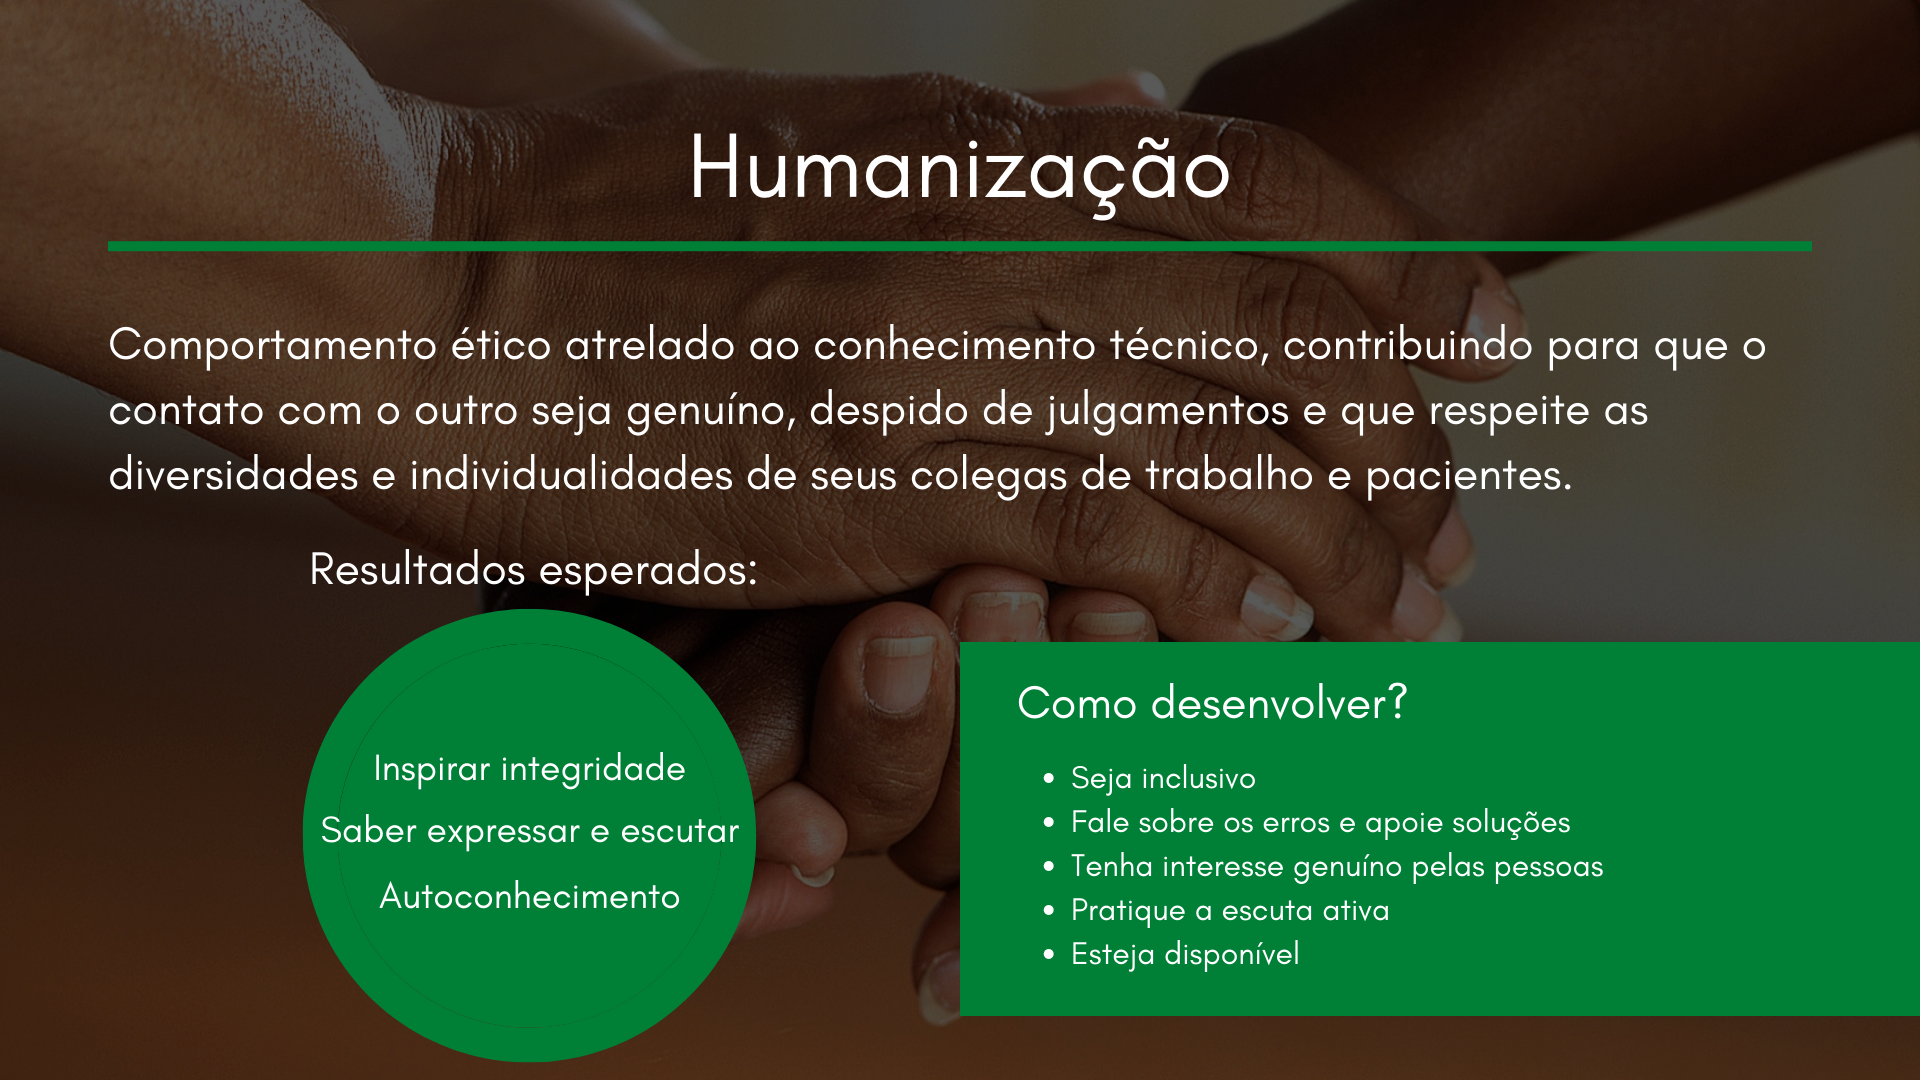 Humanização
Comportamento ético atrelado ao conhecimento técnico, contribuindo para que o
contato com o outro seja genuíno, despido de julgamentos e que respeite as
diversidades e individualidades de seus colegas de trabalho e pacientes.
Resultados esperados:
Inspirar integridade
Saber expressar e escutar
Autoconhecimento
Como desenvolver?
• Seja inclusivo
• Fale sobre os erros e apoie soluções
• Tenha interesse genuíno pelas pessoas
• Pratique a escuta ativa
• Esteja disponível